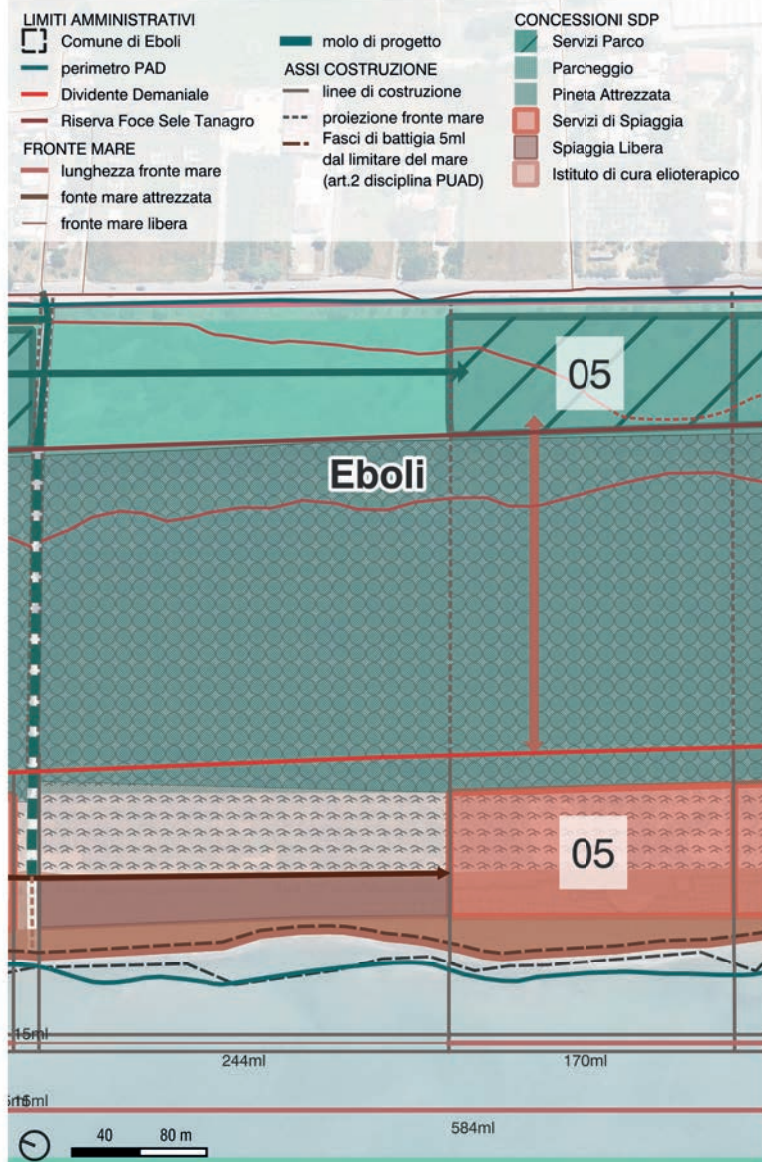 LIMITI AMMINISTRATIVI
Comune di Eboli
perimetro PAD
Dividente Demaniale
Riserva Foce Sele Tanagro
FRONTE MARE
lunghezza fronte mare
fonte mare attrezzata
fronte mare libera
molo di progetto
ASSI COSTRUZIONE
linee di costruzione
proiezione fronte mare
Fasci di battigia 5ml
dal limitare del mare
(art.2 disciplina PUAD)
CONCESSIONI SDP
Servizi Parco
Parcheggio
Pineta Attrezzata
Servizi di Spiaggia
Spiaggia Libera
Istituto di cura elioterapico
05
Eboli
05
15ml
244ml
170ml
15ml
584ml
40
80 m